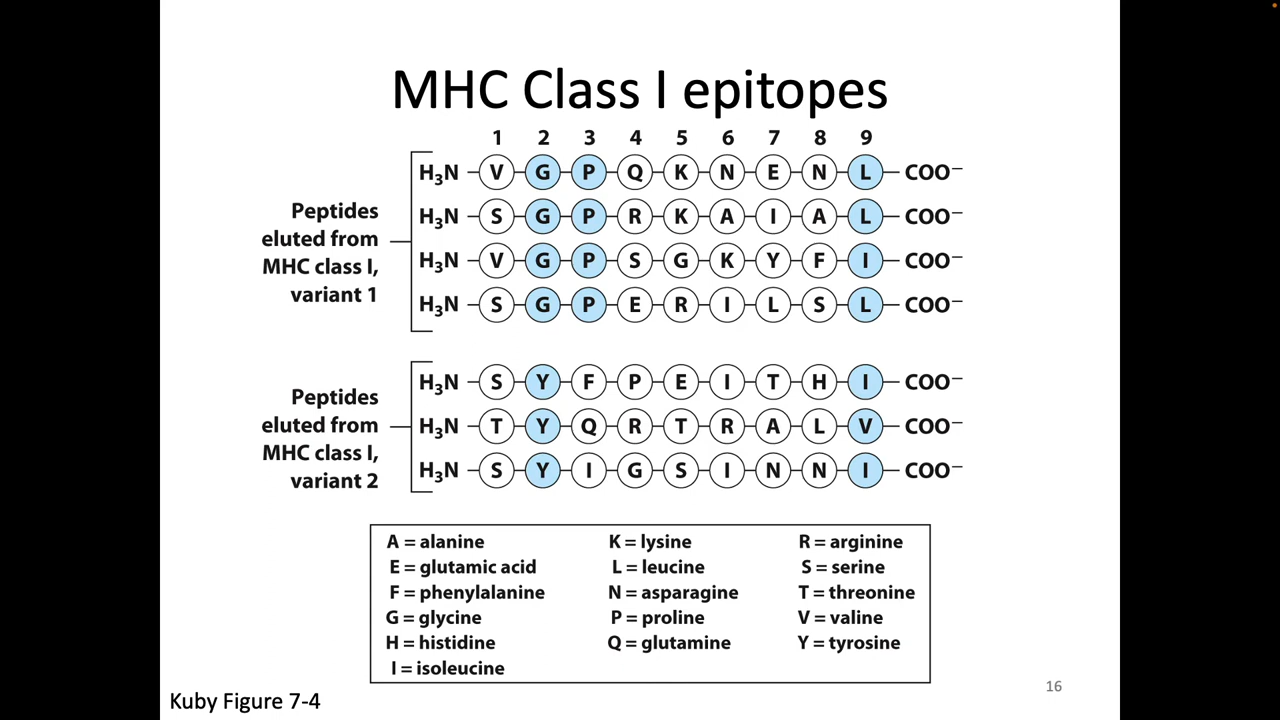 MHC Class I epitopes
1 2 3 4 5 6 7 8 9
H₃N V G P Q K N E N L COO⁻
H₃N S G P R K A I A L COO⁻
H₃N V G P S G K Y F I COO⁻
H₃N S G P E R I L S L COO⁻
Peptides
eluted from
MHC class I,
variant 1
H₃N S Y F P E I T H I COO⁻
H₃N T Y Q R T R A L V COO⁻
H₃N S Y I G S I N N I COO⁻
Peptides
eluted from
MHC class I,
variant 2
A = alanine
E = glutamic acid
F = phenylalanine
G = glycine
H = histidine
I = isoleucine
K = lysine
L = leucine
N = asparagine
P = proline
Q = glutamine
R = arginine
S = serine
T = threonine
V = valine
Y = tyrosine
Kuby Figure 7-4
16